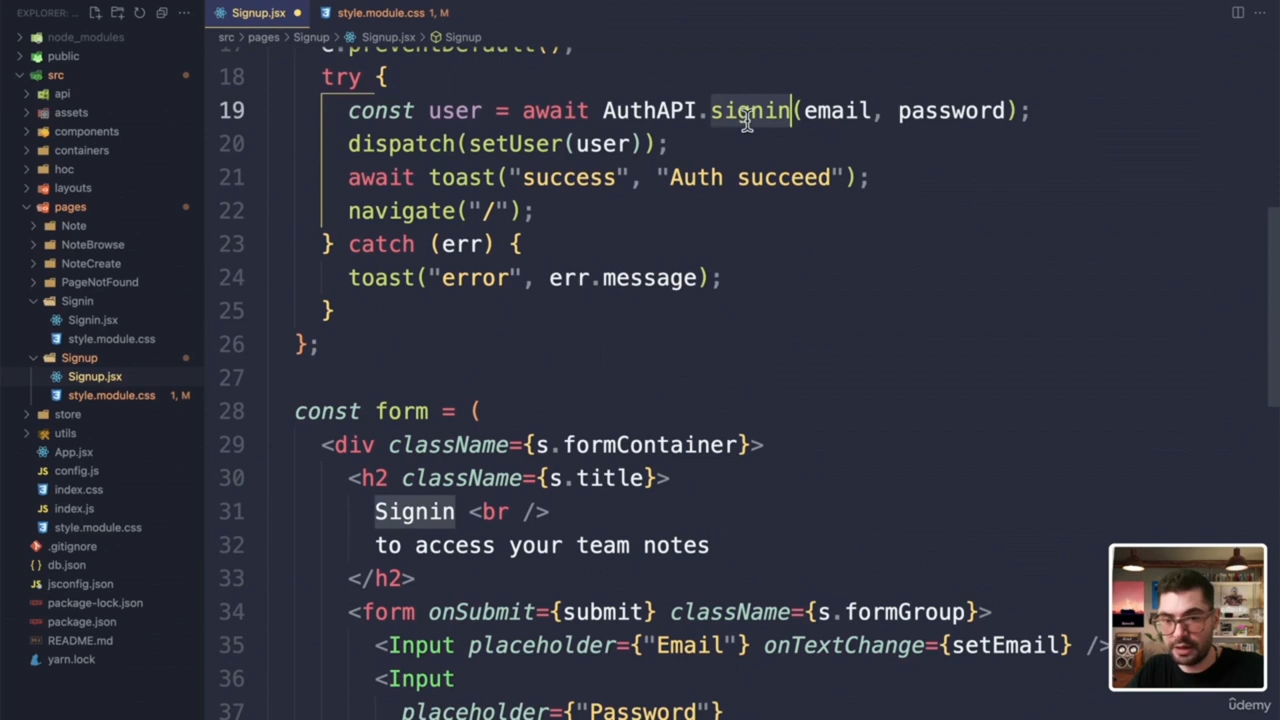 EXPLORER: ...
Signup.jsx
style.module.css 1, M
src > pages > Signup > Signup.jsx > Signup
node_modules
public
src
api
assets
components
containers
hoc
layouts
pages
Note
NoteBrowse
NoteCreate
PageNotFound
Signin
Signin.jsx
style.module.css
Signup
Signup.jsx
style.module.css 1, M
store
utils
App.jsx
config.js
index.css
index.js
style.module.css
.gitignore
db.json
jsconfig.json
package-lock.json
package.json
README.md
yarn.lock
17 e.preventDefault();
18 try {
19 const user = await AuthAPI.signin(email, password);
20 dispatch(setUser(user));
21 await toast("success", "Auth succeed");
22 navigate("/");
23 } catch (err) {
24 toast("error", err.message);
25 }
26 };
27
28 const form = (
29 <div className={s.formContainer}>
30 <h2 className={s.title}>
31 Signin <br />
32 to access your team notes
33 </h2>
34 <form onSubmit={submit} className={s.formGroup}>
35 <Input placeholder={"Email"} onTextChange={setEmail} />
36 <Input
37 placeholder={"Password"}
ûdemy